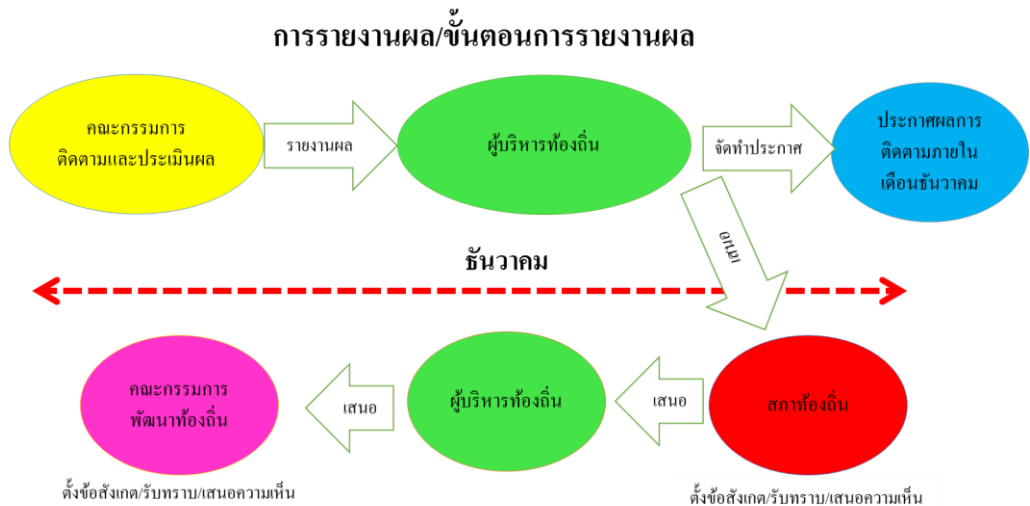 การรายงานผล/ขั้นตอนการรายงานผล
คณะกรรมการ
ติดตามและประเมินผล
รายงานผล
ผู้บริหารท้องถิ่น
จัดทำประกาศ
ประกาศผลการ
ติดตามภายใน
เดือนธันวาคม
เสนอ
ธันวาคม
คณะกรรมการ
พัฒนาท้องถิ่น
เสนอ
ผู้บริหารท้องถิ่น
เสนอ
สภาท้องถิ่น
ตั้งข้อสังเกต/รับทราบ/เสนอความเห็น
ตั้งข้อสังเกต/รับทราบ/เสนอความเห็น